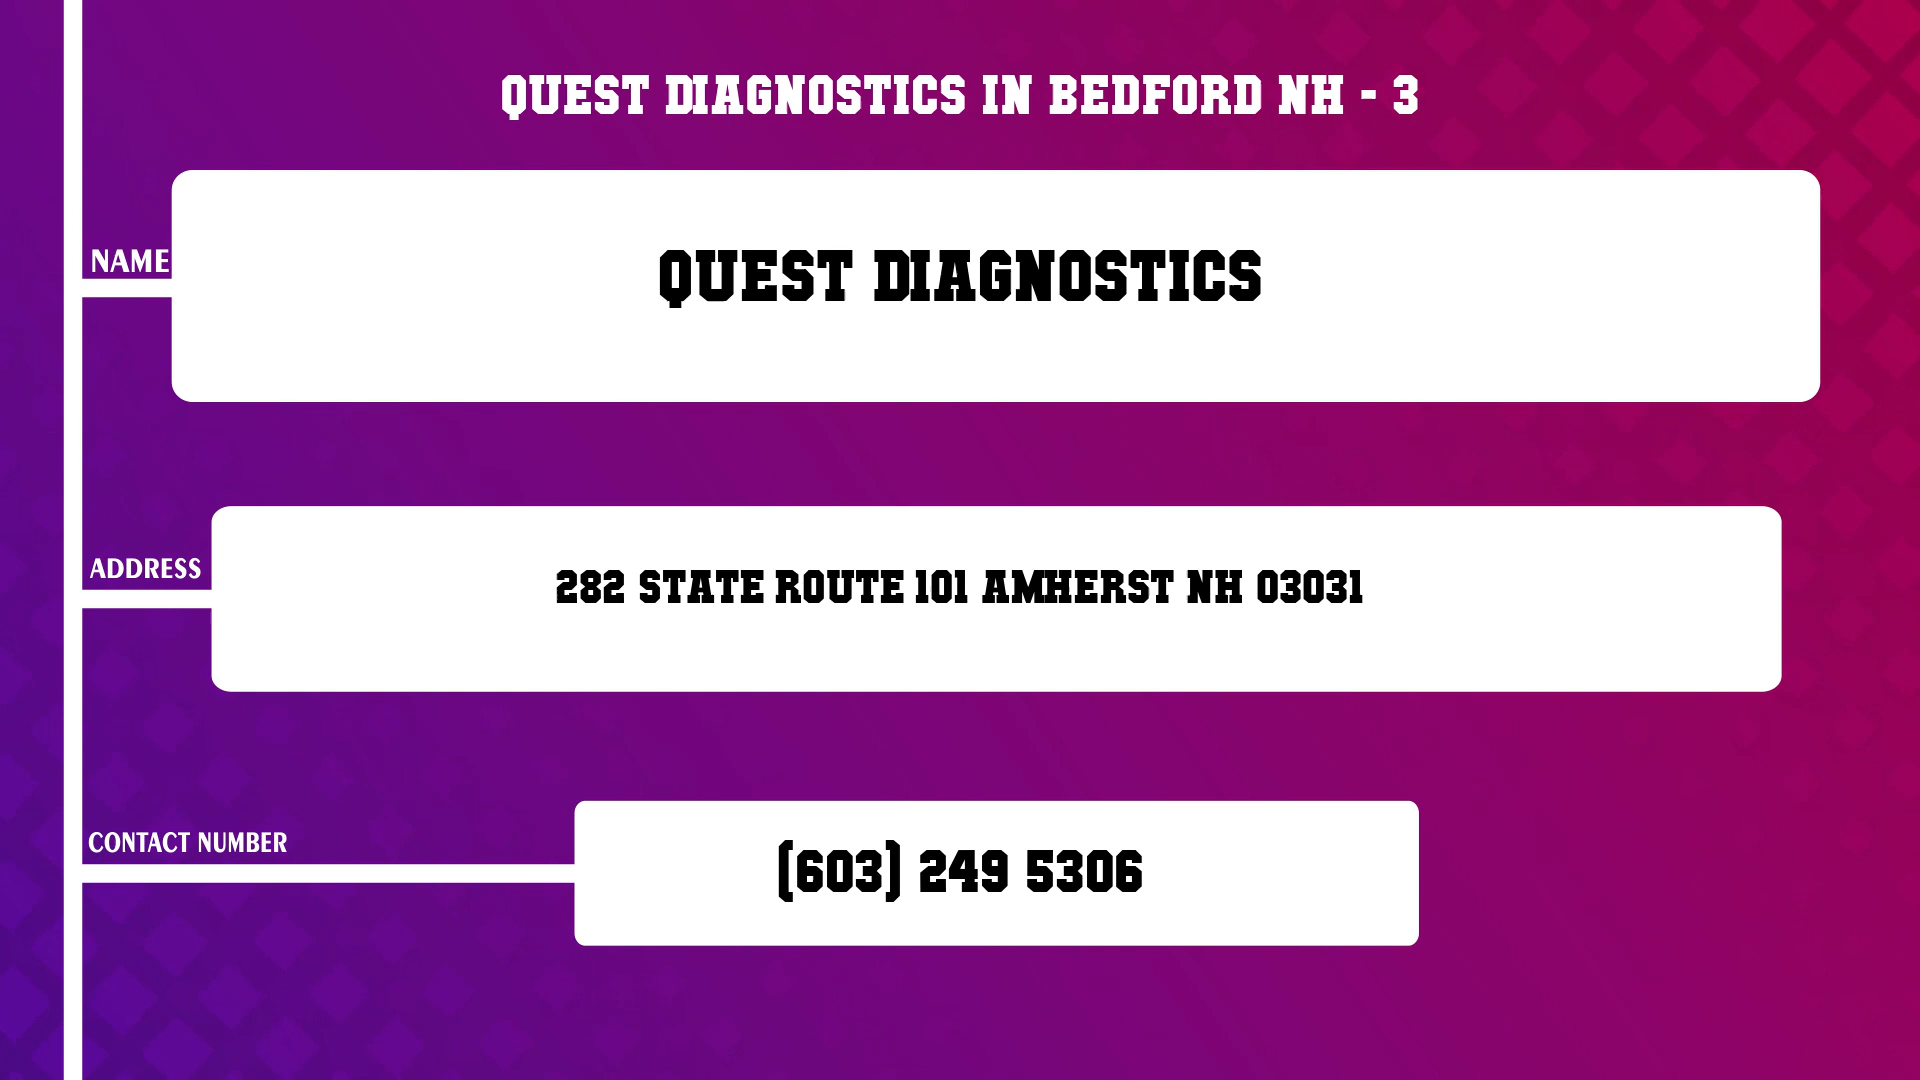 QUEST DIAGNOSTICS IN BEDFORD NH - 3
NAME
QUEST DIAGNOSTICS
ADDRESS
282 STATE ROUTE 101 AMHERST NH 03031
CONTACT NUMBER
(603) 249 5306